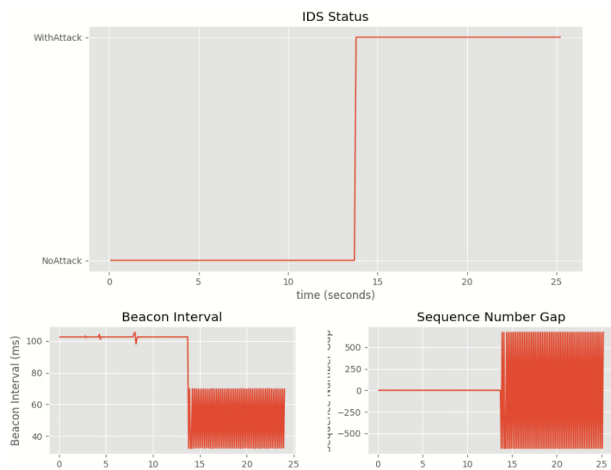 IDS Status
WithAttack
NoAttack
0 5 10 15 20 25
time (seconds)
Beacon Interval
Beacon Interval (ms)
100
80
60
40
0 5 10 15 20 25
Sequence Number Gap
500
250
0
−250
−500
0 5 10 15 20 25